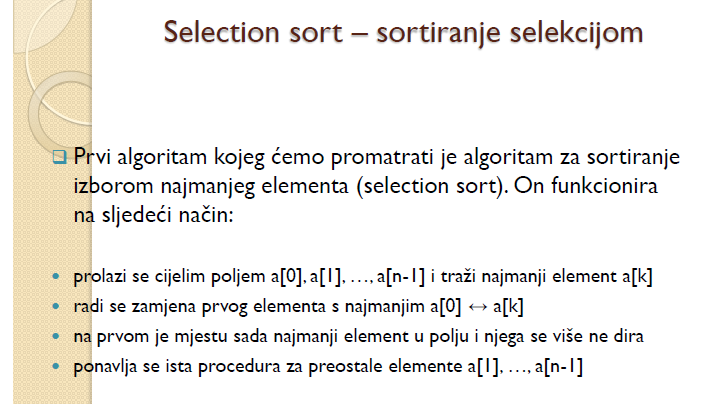 Selection sort – sortiranje selekcijom
❑ Prvi algoritam kojeg ćemo promatrati je algoritam za sortiranje
izborom najmanjeg elementa (selection sort). On funkcionira
na sljedeći način:
• prolazi se cijelim poljem a[0], a[1], …, a[n-1] i traži najmanji element a[k]
• radi se zamjena prvog elementa s najmanjim a[0] ↔ a[k]
• na prvom je mjestu sada najmanji element u polju i njega se više ne dira
• ponavlja se ista procedura za preostale elemente a[1], …, a[n-1]